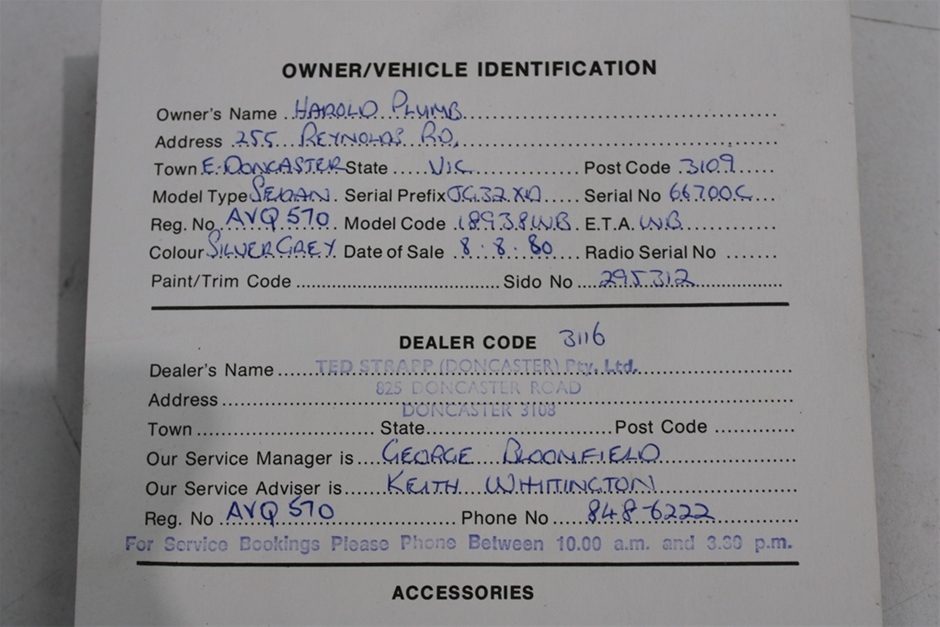 OWNER/VEHICLE IDENTIFICATION
Owner's Name HAROLD PLUMB
Address 255 REYNOLDS RD.
Town E-DONCASTER State VIC Post Code 3109
Model Type SEDAN. Serial Prefix JG32XD Serial No 66700C
Reg. No AVQ 570 Model Code 18938WB E.T.A. WB
Colour SILVER GREY Date of Sale 8.8.80 Radio Serial No
Paint/Trim Code Sido No 295312
DEALER CODE 3116
Dealer's Name TED STRAPP (DONCASTER) Pty. Ltd.
825 DONCASTER ROAD
Address
DONCASTER 3108
Town State Post Code
Our Service Manager is GEORGE BLOOMFIELD
Our Service Adviser is KEITH WHITINGTON
Reg. No AVQ 570 Phone No 848-6222
For Service Bookings Please Phone Between 10.00 a.m. and 3.30 p.m.
ACCESSORIES